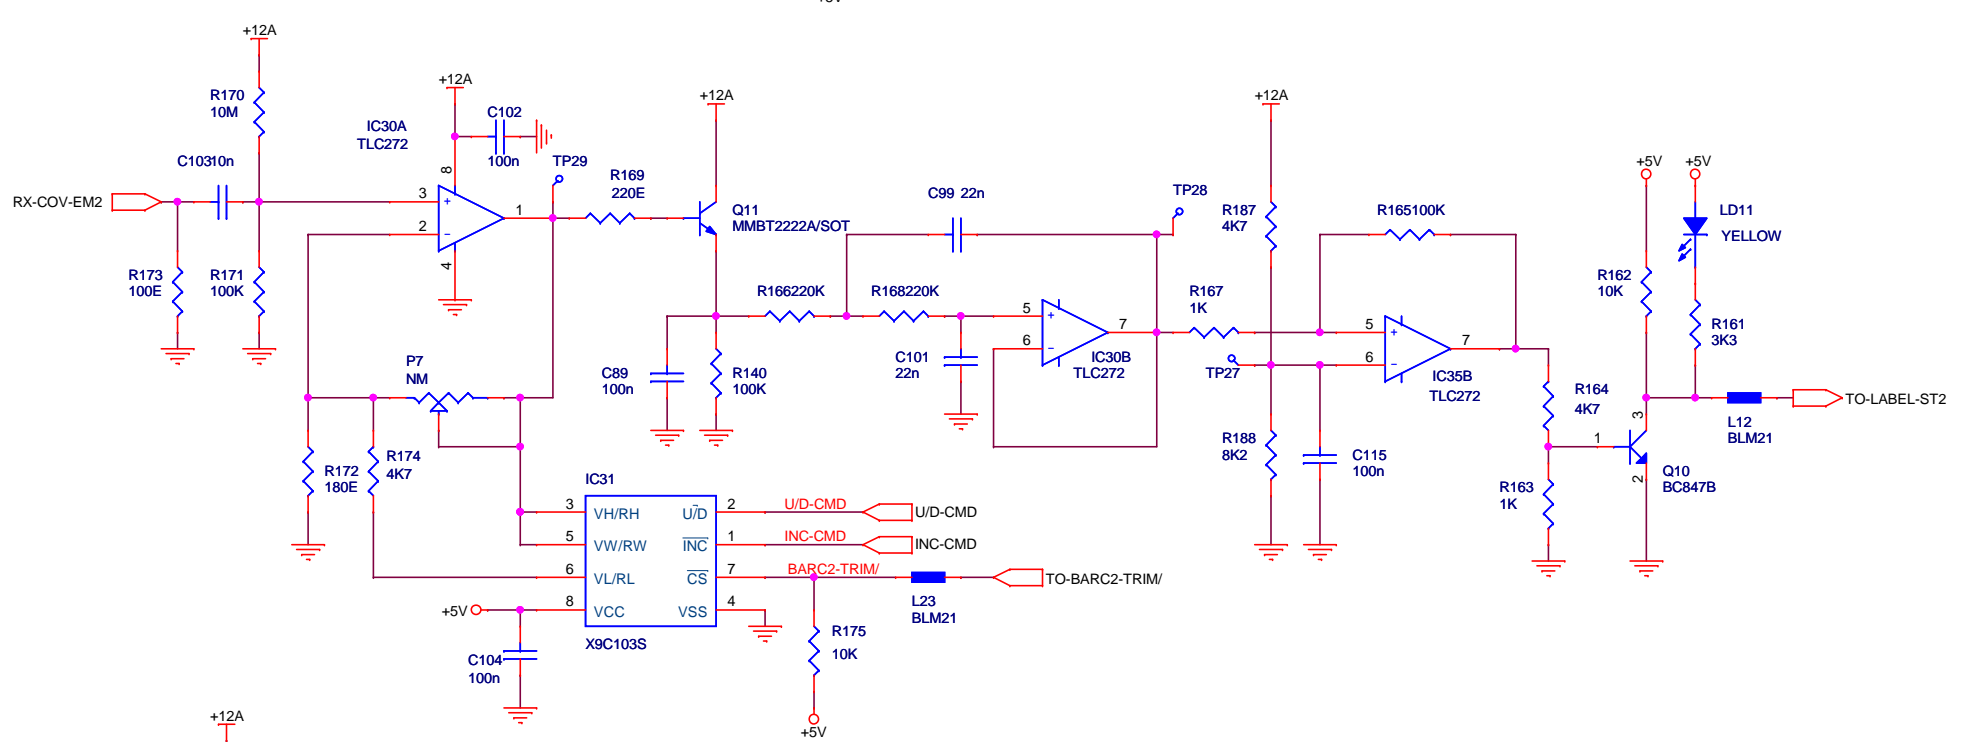 +12A
R170
10M
C10310n
RX-COV-EM2
R173
100E
R171
100K
+12A
IC30A
TLC272
C102
100n
8
3
+
2
−
1
4
TP29
R169
220E
+12A
Q11
MMBT2222A/SOT
P7
NM
R172
180E
R174
4K7
C89
100n
R140
100K
R166220K
R168220K
C99 22n
TP28
C101
22n
5
+
6
−
7
IC30B
TLC272
R167
1K
+12A
R187
4K7
TP27
R188
8K2
C115
100n
R165100K
5
+
6
−
7
IC35B
TLC272
R164
4K7
R163
1K
+5V
+5V
LD11
YELLOW
R162
10K
R161
3K3
1
3
2
Q10
BC847B
L12
BLM21
TO-LABEL-ST2
IC31
3
VH/RH
5
VW/RW
6
VL/RL
8
VCC
U/D
2
INC
1
CS
7
VSS
4
X9C103S
U/D-CMD
U/D-CMD
INC-CMD
INC-CMD
BARC2-TRIM/
TO-BARC2-TRIM/
L23
BLM21
R175
10K
+5V
+5V
C104
100n
+12A